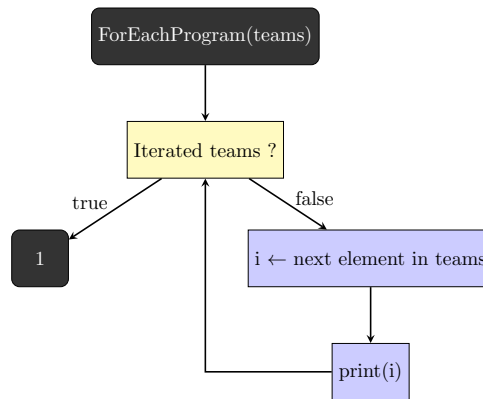 ForEachProgram(teams)
Iterated teams ?
true
false
1
i ← next element in teams
print(i)